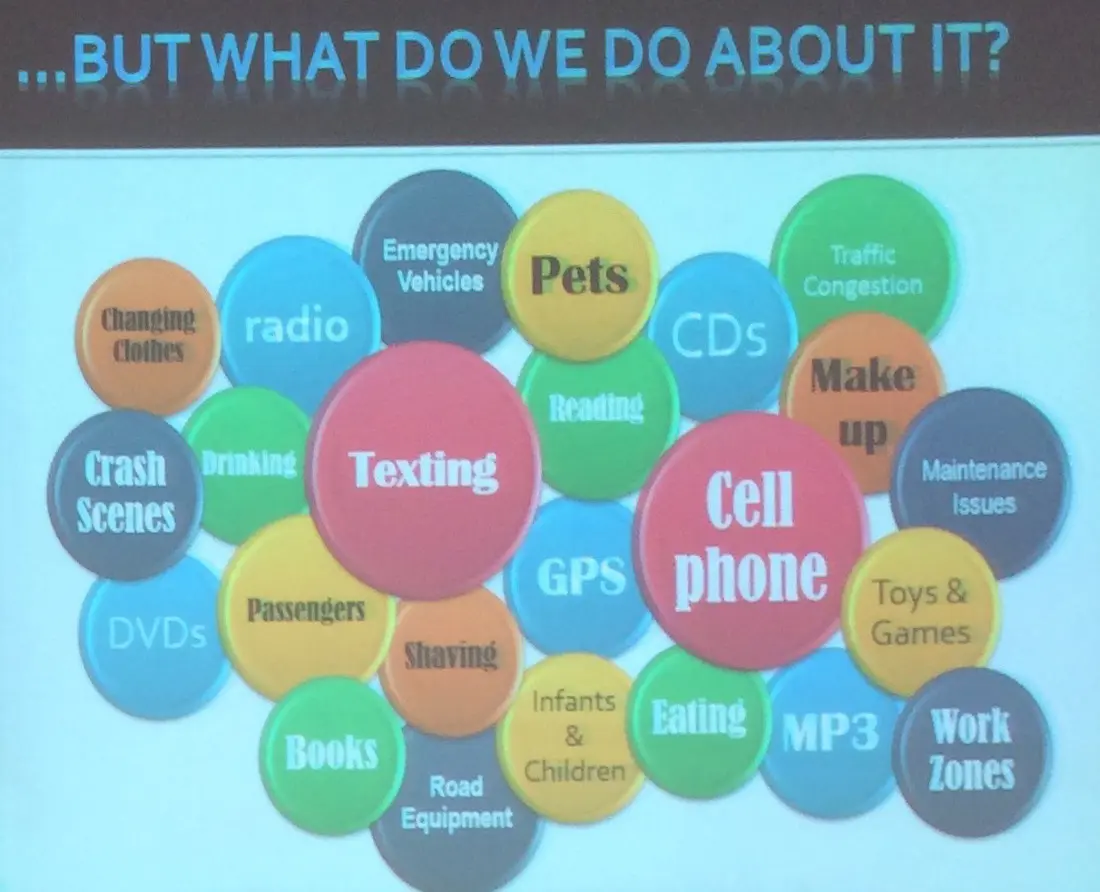 ...BUT WHAT DO WE DO ABOUT IT?
Emergency
Vehicles
Pets
Traffic
Congestion
Changing
Clothes
radio
CDs
Make
up
Reading
Crash
Scenes
Drinking
Texting
Cell
phone
Maintenance
Issues
GPS
DVDs
Passengers
Shaving
Toys &
Games
Books
Road
Equipment
Infants
&
Children
Eating
MP3
Work
Zones